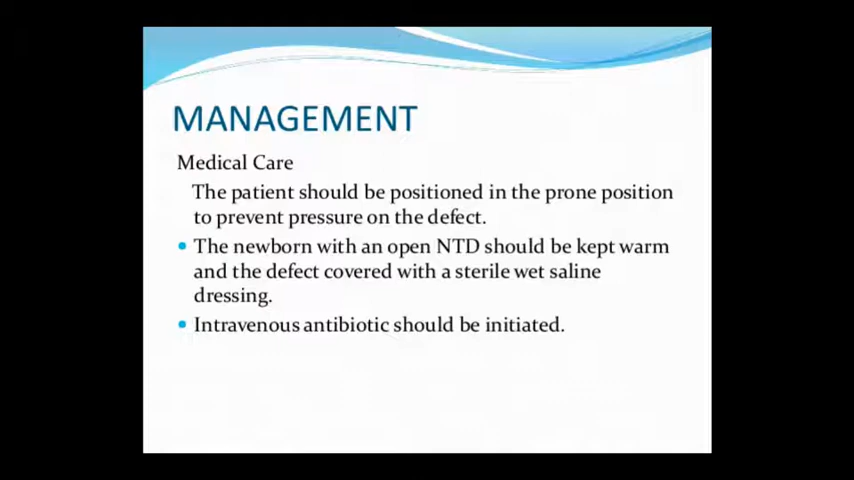 MANAGEMENT
Medical Care
The patient should be positioned in the prone position
to prevent pressure on the defect.
• The newborn with an open NTD should be kept warm
and the defect covered with a sterile wet saline
dressing.
• Intravenous antibiotic should be initiated.